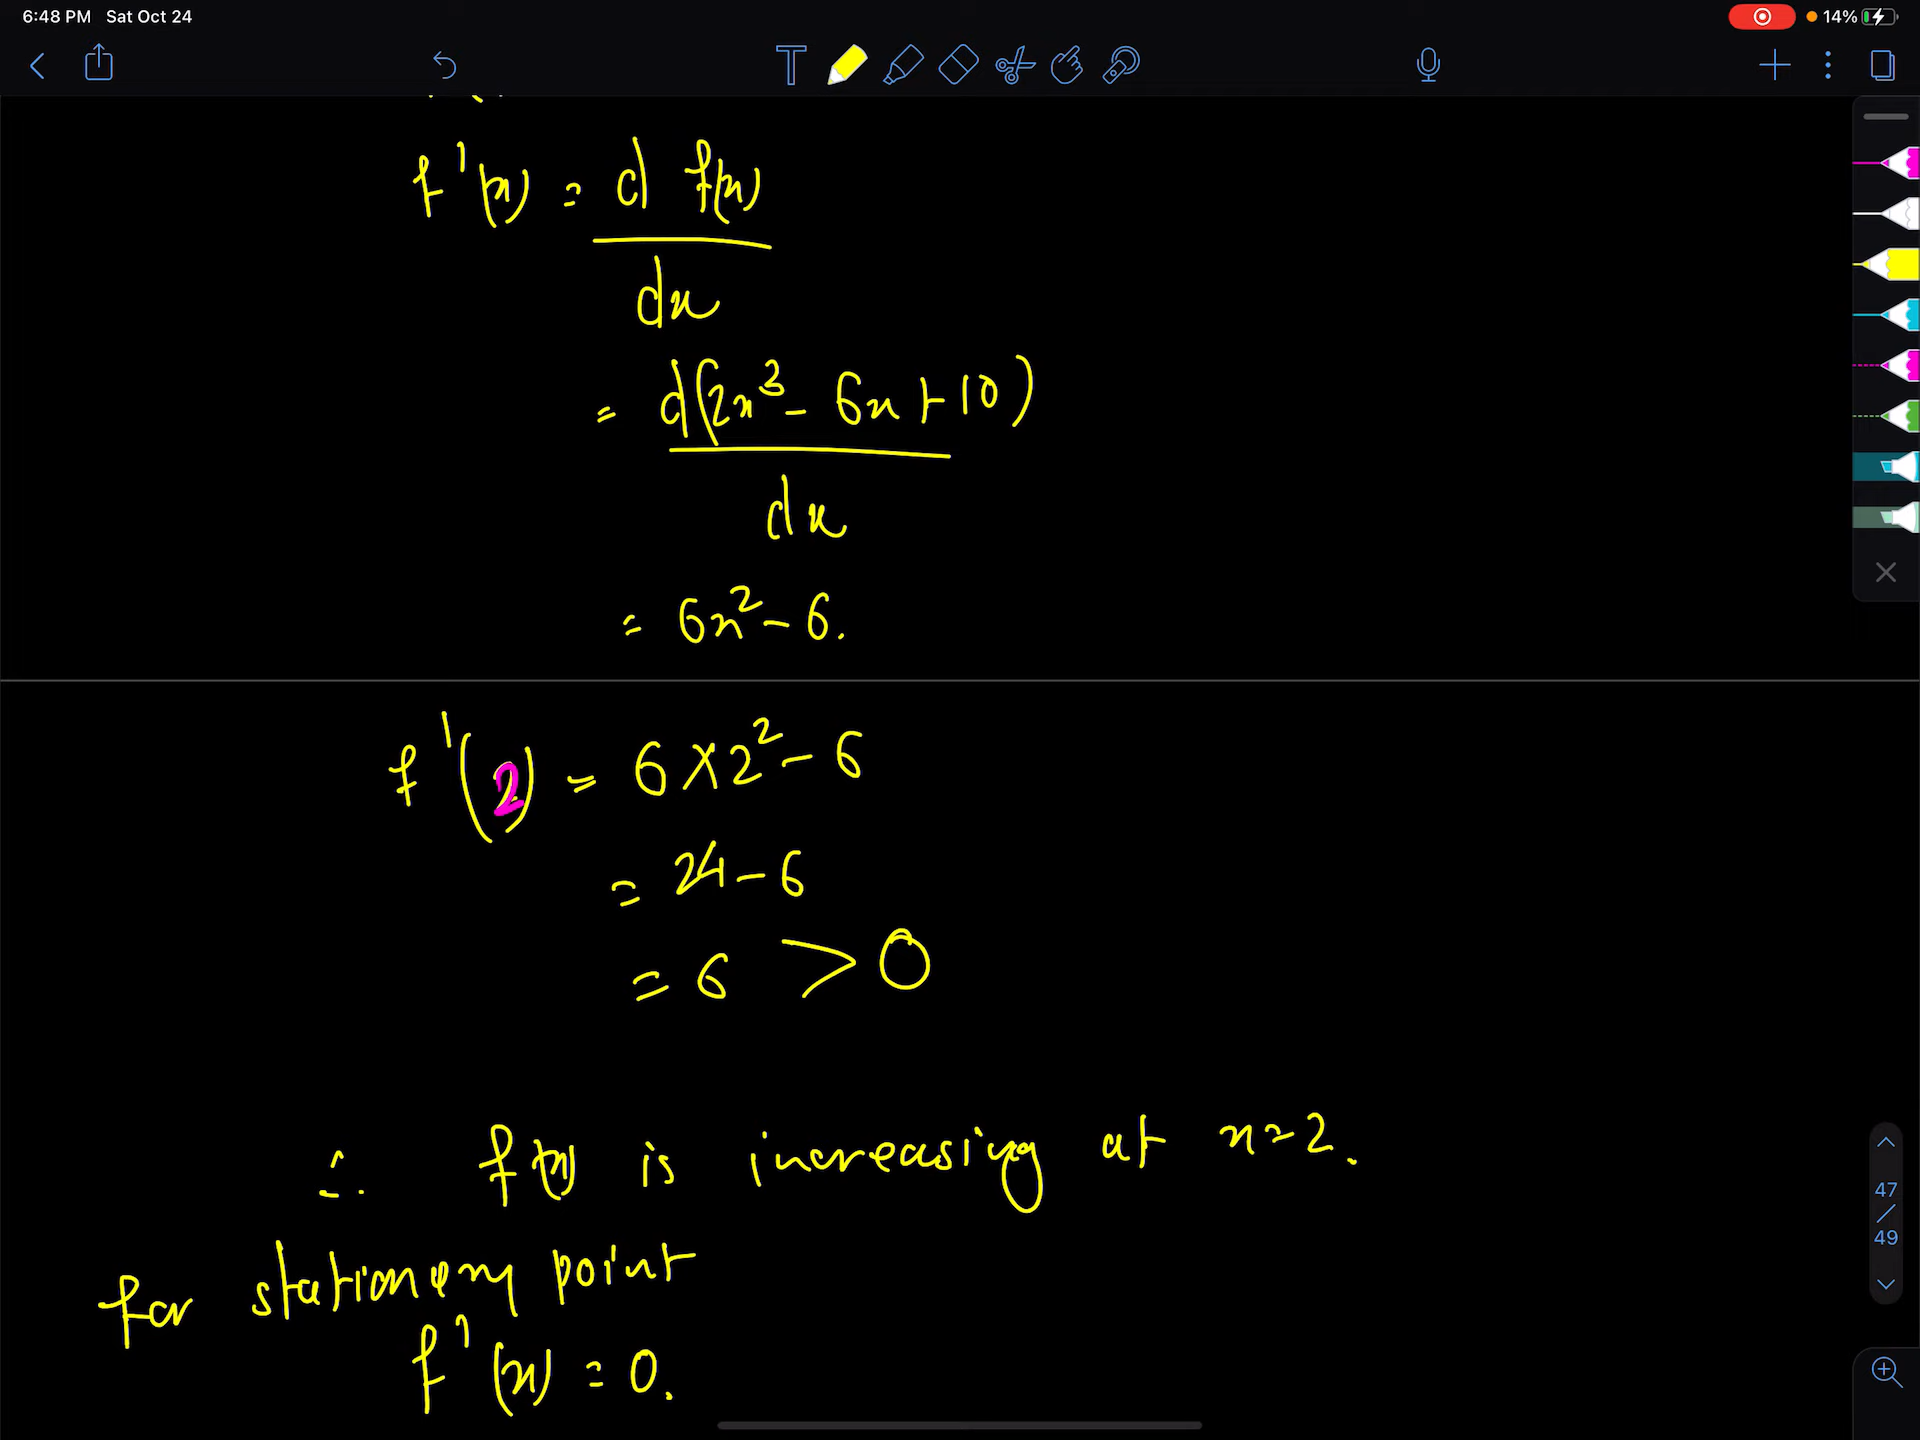 6:48 PM Sat Oct 24
14%
f'(x) = d f(x)
dx
= d(2x³ - 6x + 10)
dx
= 6x² - 6.
f'(2) = 6 × 2² - 6
= 24 - 6
= 6 > 0
∴ f(x) is increasing at x = 2.
for stationery point
f'(x) = 0.
47
/
49